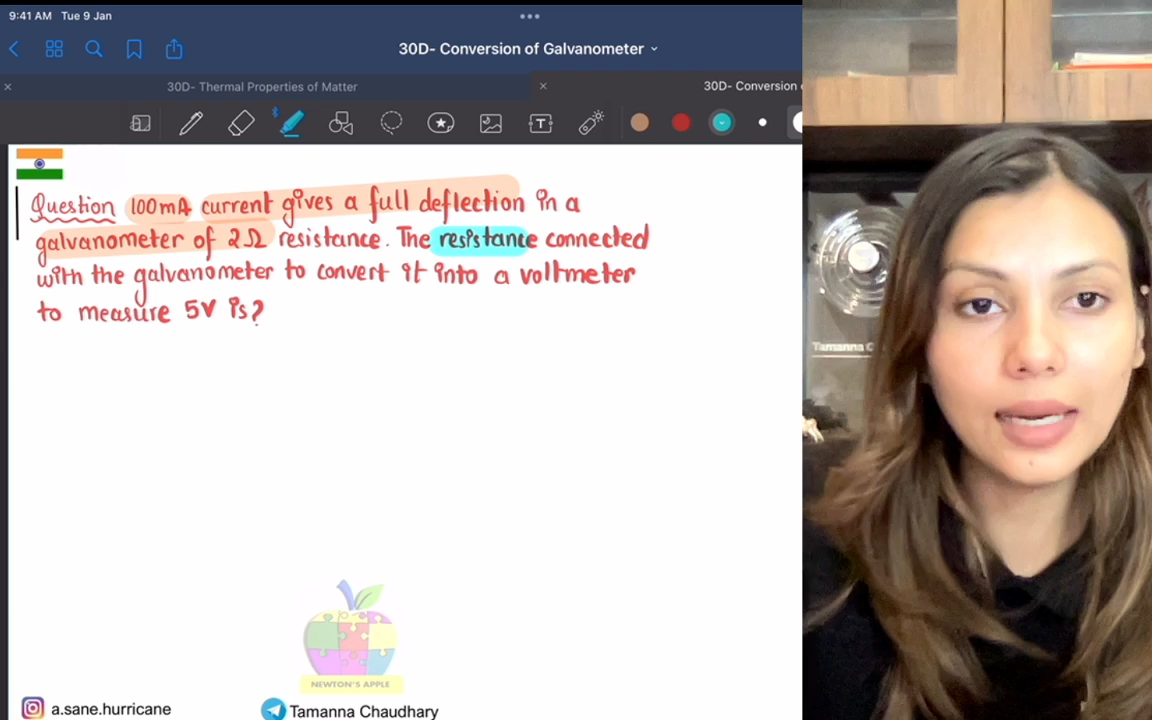 9:41 AM Tue 9 Jan
30D- Conversion of Galvanometer
30D- Thermal Properties of Matter
30D- Conversion
Question 100mA current gives a full deflection in a
galvanometer of 2Ω resistance. The resistance connected
with the galvanometer to convert it into a voltmeter
to measure 5V is?
Tamanna C
NEWTON'S APPLE
a.sane.hurricane
Tamanna Chaudhary